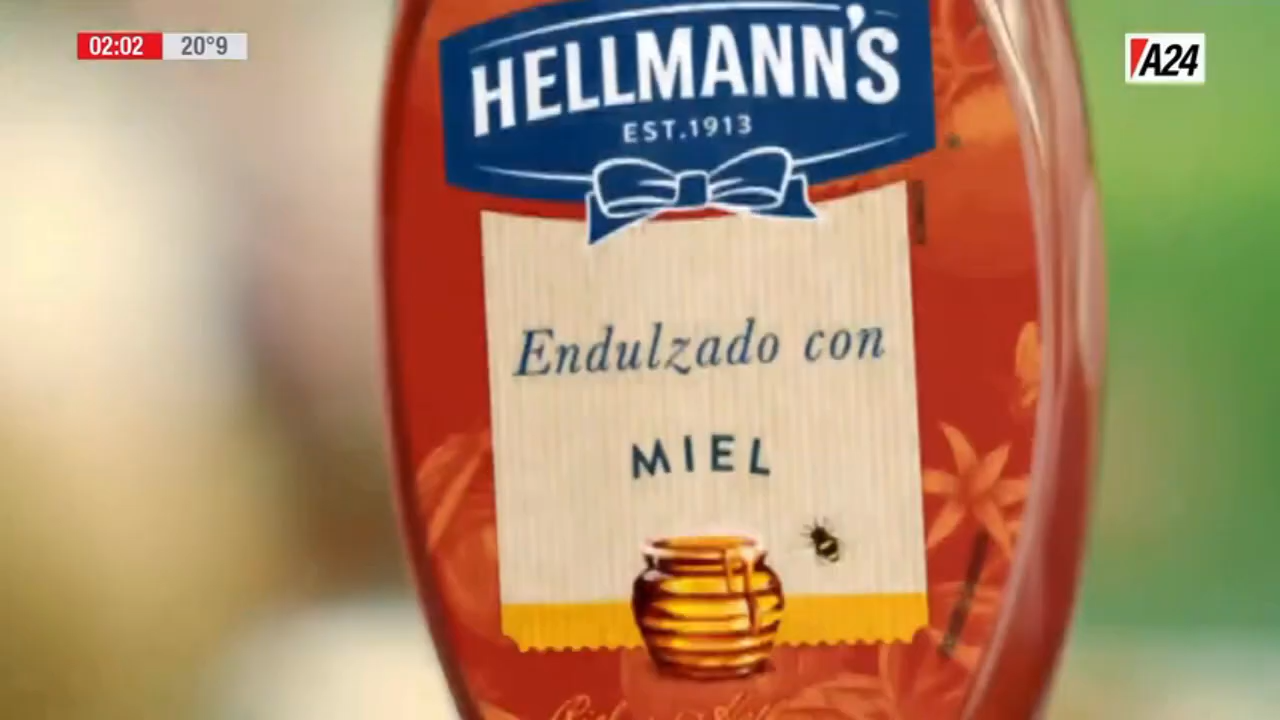 02:02 20°9
A24
HELLMANN'S
EST.1913
Endulzado con
MIEL